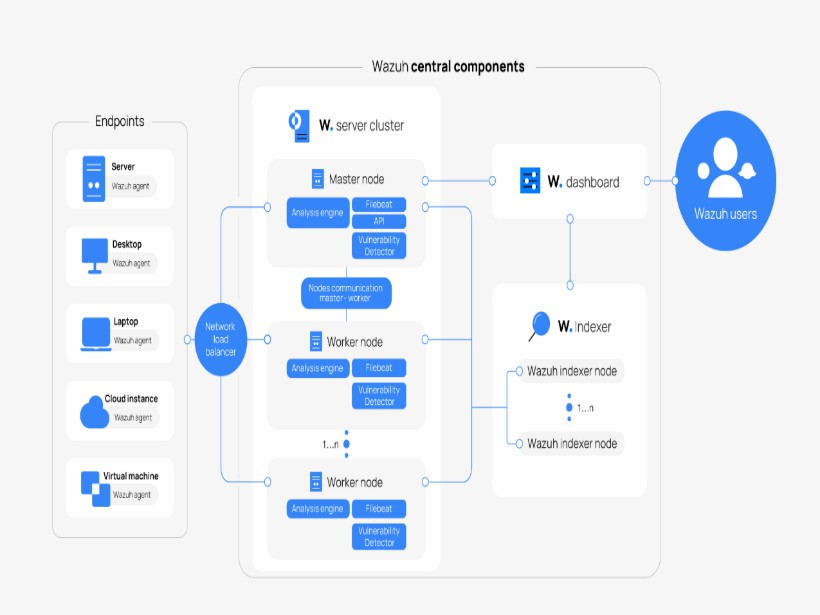 Wazuh central components
Endpoints
Server
Wazuh agent
Desktop
Wazuh agent
Laptop
Wazuh agent
Cloud instance
Wazuh agent
Virtual machine
Wazuh agent
Network
load
balancer
W. server cluster
Master node
Analysis engine
Filebeat
API
Vulnerability
Detector
Nodes communication
master - worker
Worker node
Analysis engine
Filebeat
Vulnerability
Detector
1...n
Worker node
Analysis engine
Filebeat
Vulnerability
Detector
W. dashboard
W. Indexer
Wazuh indexer node
1...n
Wazuh indexer node
Wazuh users